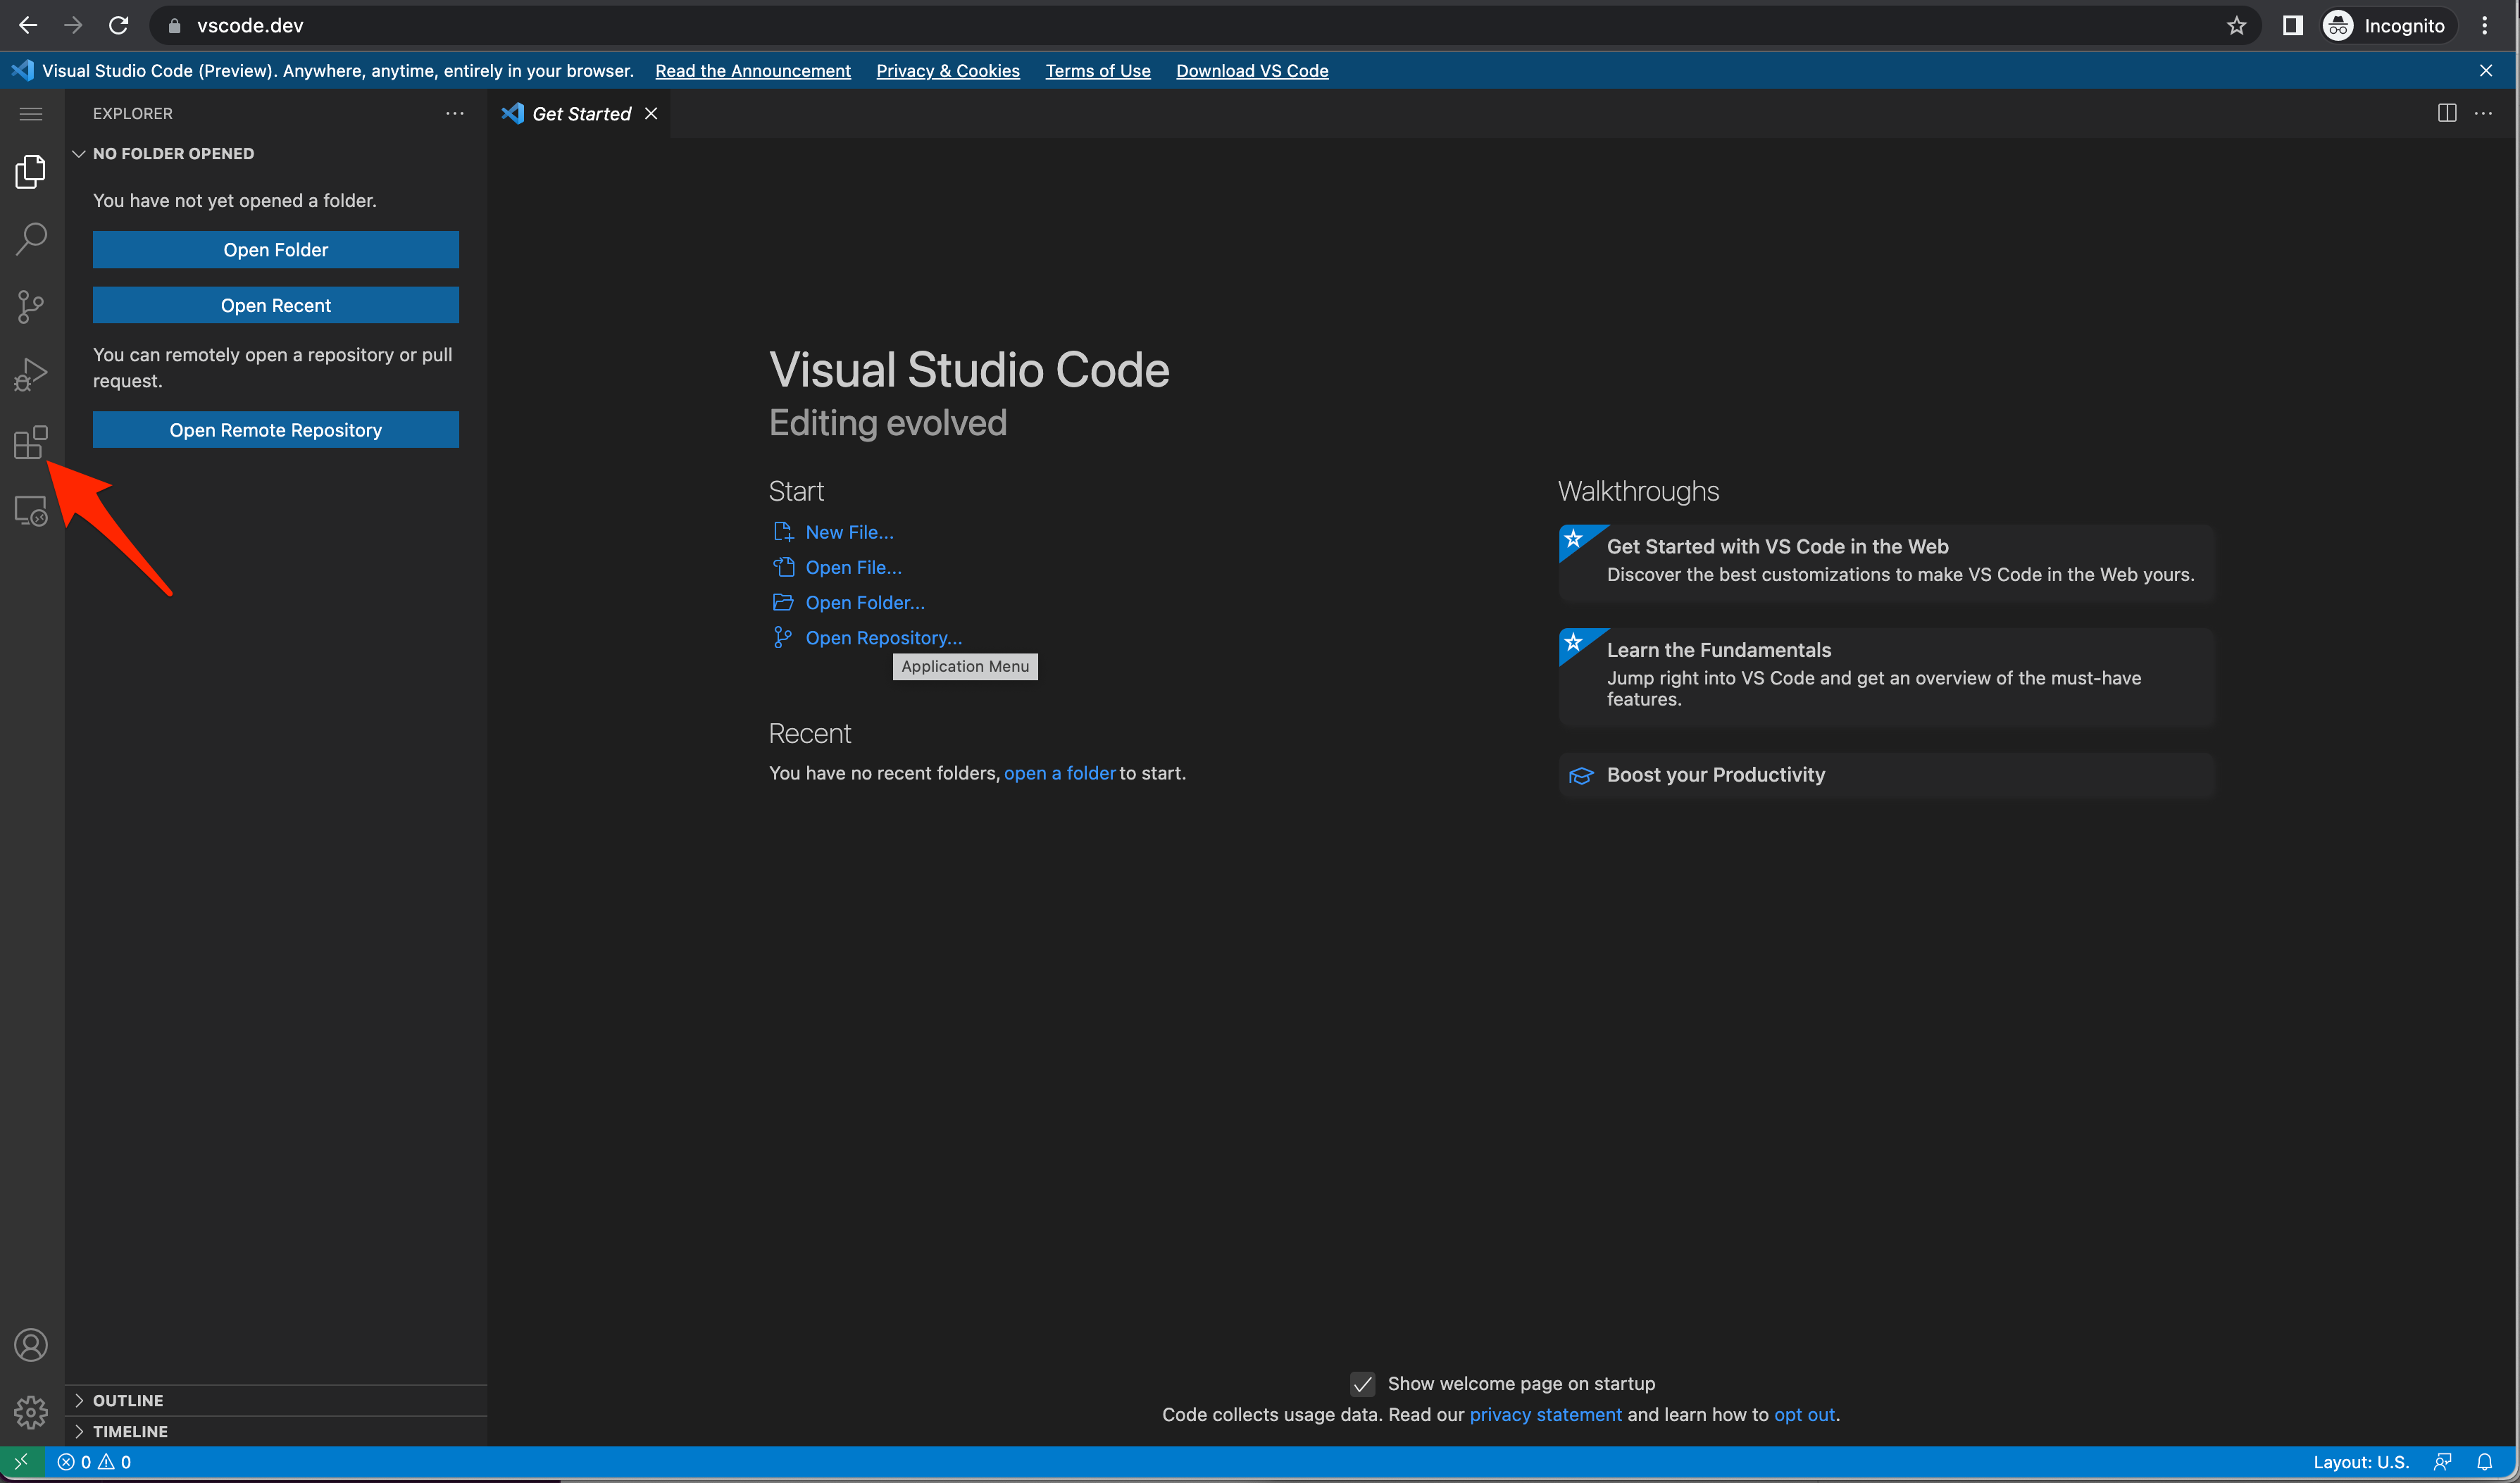 vscode.dev
Incognito
Visual Studio Code (Preview). Anywhere, anytime, entirely in your browser. Read the Announcement Privacy & Cookies Terms of Use Download VS Code
EXPLORER
Get Started
NO FOLDER OPENED
You have not yet opened a folder.
Open Folder
Open Recent
You can remotely open a repository or pull
request.
Open Remote Repository
Visual Studio Code
Editing evolved
Start
New File...
Open File...
Open Folder...
Open Repository...
Application Menu
Recent
You have no recent folders, open a folder to start.
Walkthroughs
Get Started with VS Code in the Web
Discover the best customizations to make VS Code in the Web yours.
Learn the Fundamentals
Jump right into VS Code and get an overview of the must-have
features.
Boost your Productivity
Show welcome page on startup
Code collects usage data. Read our privacy statement and learn how to opt out.
OUTLINE
TIMELINE
0 0
Layout: U.S.